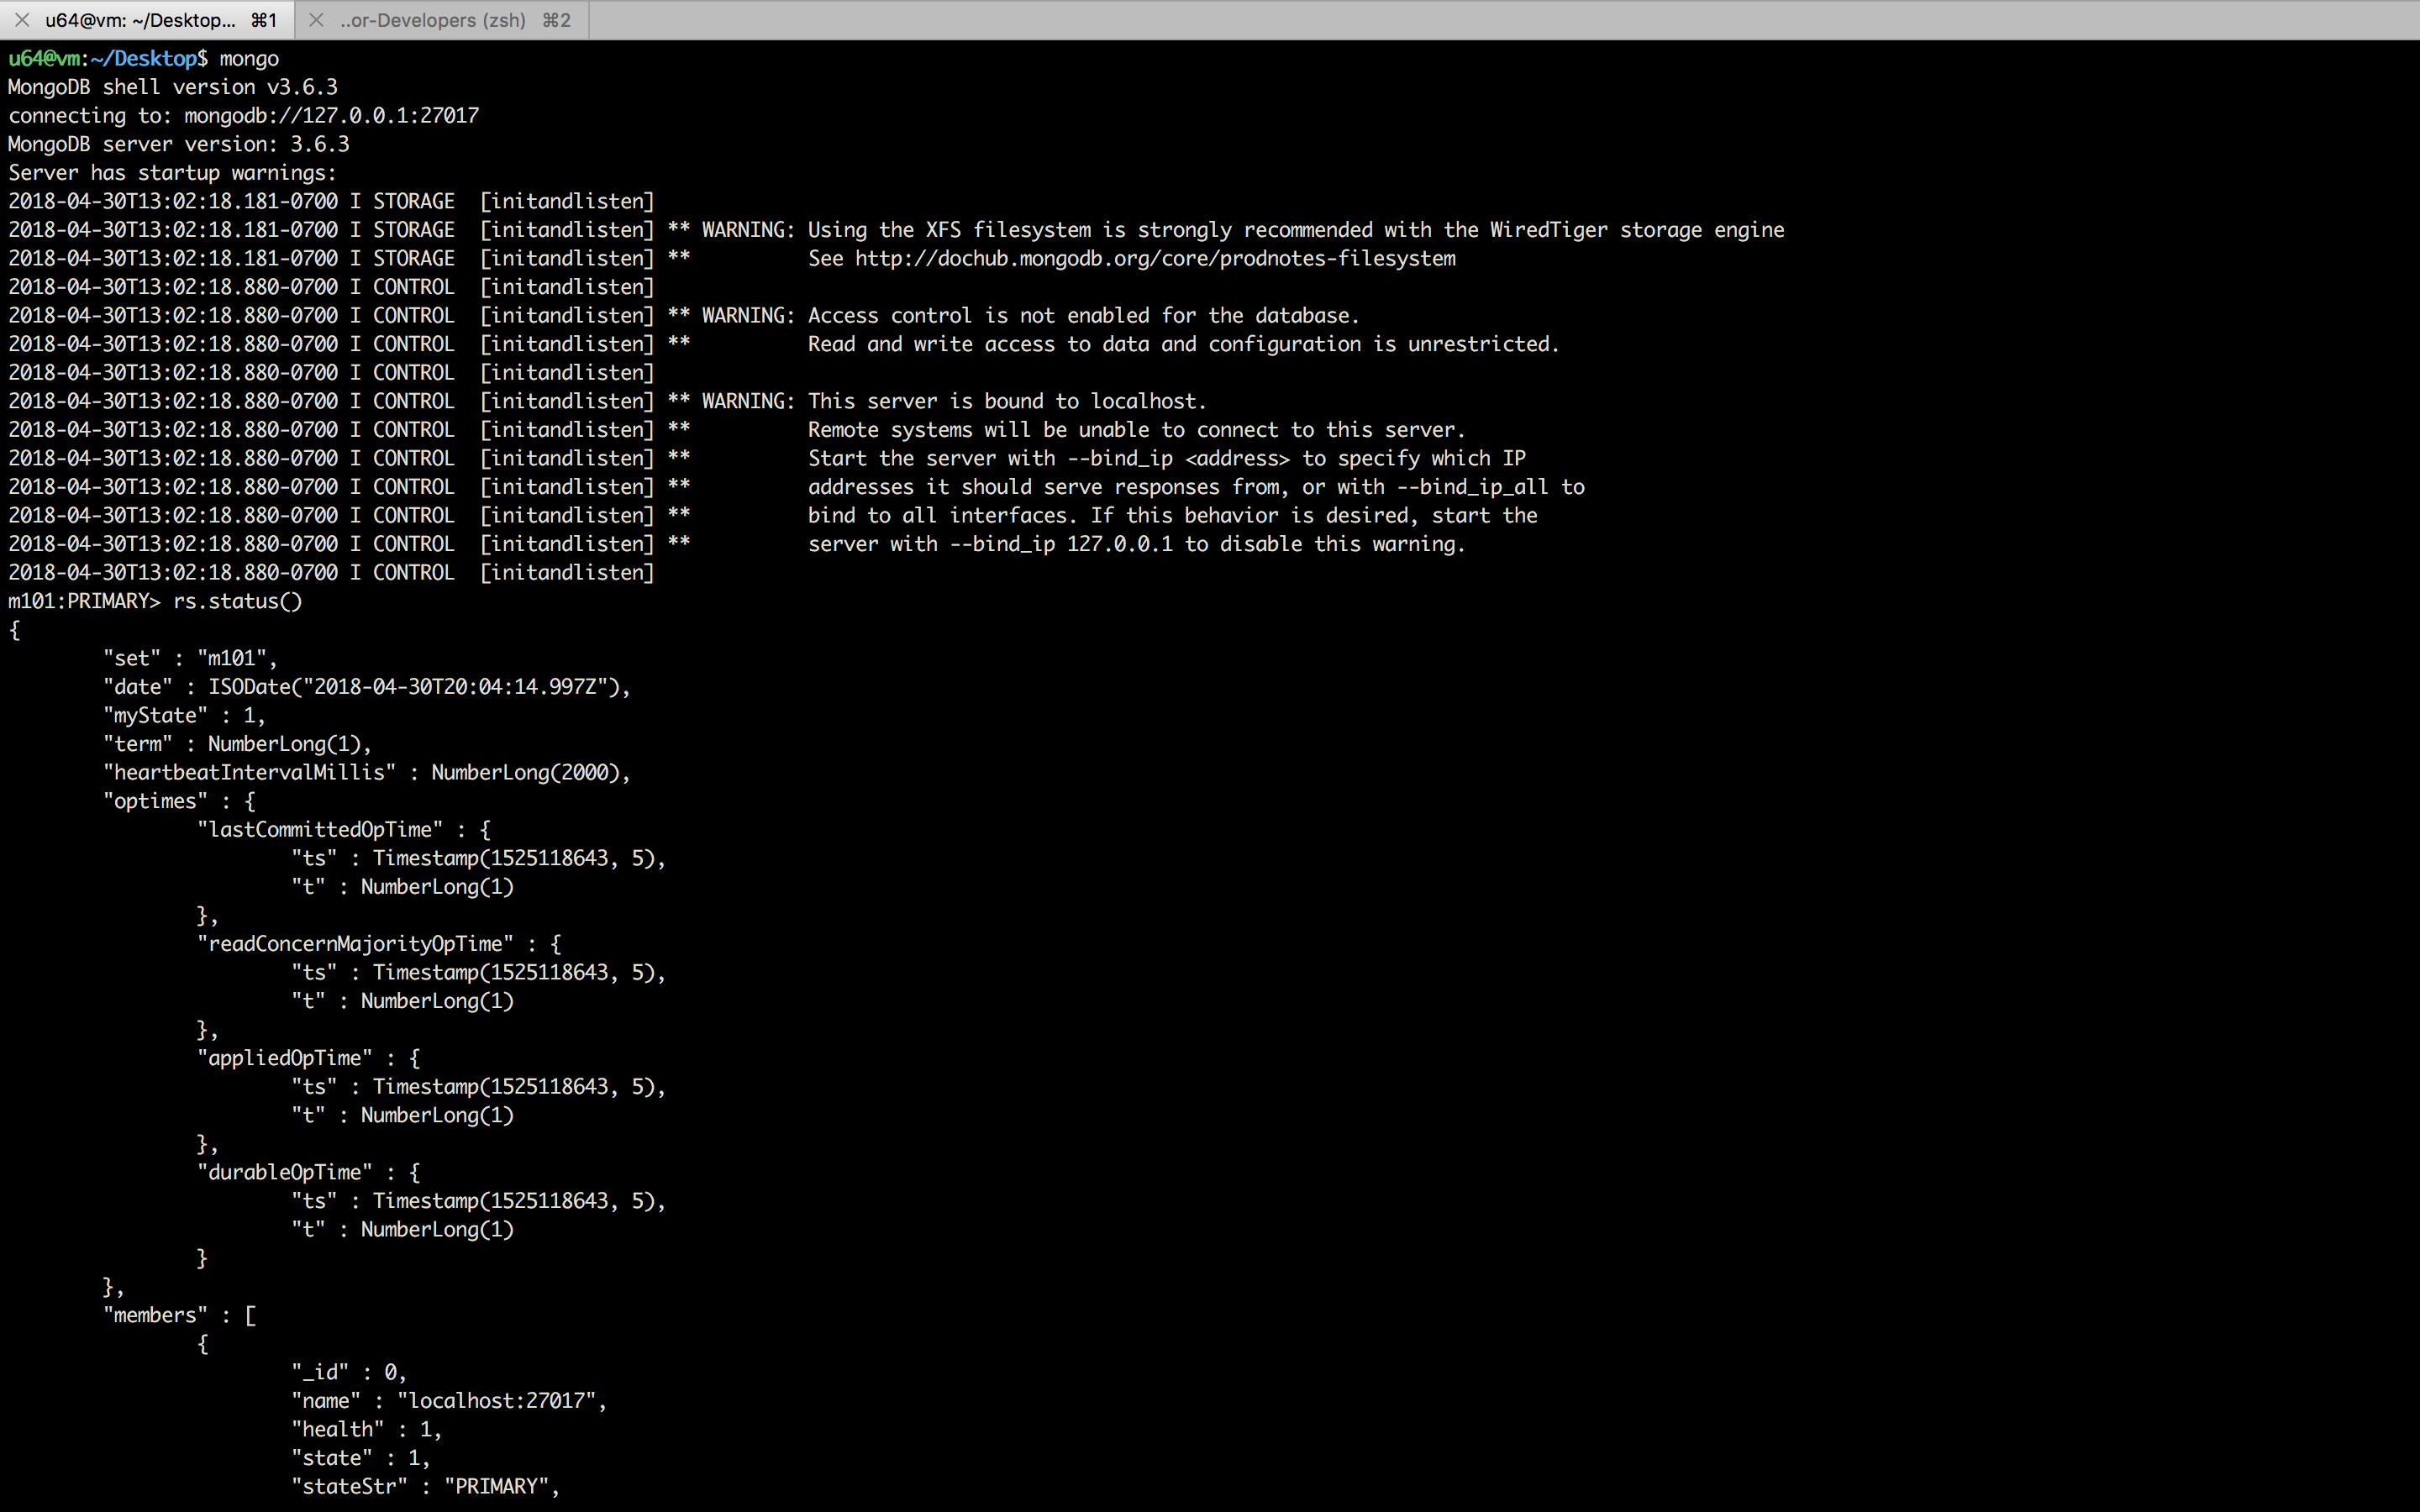 u64@vm: ~/Desktop... ⌘1
..or-Developers (zsh) ⌘2
u64@vm:~/Desktop$ mongo
MongoDB shell version v3.6.3
connecting to: mongodb://127.0.0.1:27017
MongoDB server version: 3.6.3
Server has startup warnings:
2018-04-30T13:02:18.181-0700 I STORAGE  [initandlisten]
2018-04-30T13:02:18.181-0700 I STORAGE  [initandlisten] ** WARNING: Using the XFS filesystem is strongly recommended with the WiredTiger storage engine
2018-04-30T13:02:18.181-0700 I STORAGE  [initandlisten] **          See http://dochub.mongodb.org/core/prodnotes-filesystem
2018-04-30T13:02:18.880-0700 I CONTROL  [initandlisten]
2018-04-30T13:02:18.880-0700 I CONTROL  [initandlisten] ** WARNING: Access control is not enabled for the database.
2018-04-30T13:02:18.880-0700 I CONTROL  [initandlisten] **          Read and write access to data and configuration is unrestricted.
2018-04-30T13:02:18.880-0700 I CONTROL  [initandlisten]
2018-04-30T13:02:18.880-0700 I CONTROL  [initandlisten] ** WARNING: This server is bound to localhost.
2018-04-30T13:02:18.880-0700 I CONTROL  [initandlisten] **          Remote systems will be unable to connect to this server.
2018-04-30T13:02:18.880-0700 I CONTROL  [initandlisten] **          Start the server with --bind_ip <address> to specify which IP
2018-04-30T13:02:18.880-0700 I CONTROL  [initandlisten] **          addresses it should serve responses from, or with --bind_ip_all to
2018-04-30T13:02:18.880-0700 I CONTROL  [initandlisten] **          bind to all interfaces. If this behavior is desired, start the
2018-04-30T13:02:18.880-0700 I CONTROL  [initandlisten] **          server with --bind_ip 127.0.0.1 to disable this warning.
2018-04-30T13:02:18.880-0700 I CONTROL  [initandlisten]
m101:PRIMARY> rs.status()
{
        "set" : "m101",
        "date" : ISODate("2018-04-30T20:04:14.997Z"),
        "myState" : 1,
        "term" : NumberLong(1),
        "heartbeatIntervalMillis" : NumberLong(2000),
        "optimes" : {
                "lastCommittedOpTime" : {
                        "ts" : Timestamp(1525118643, 5),
                        "t" : NumberLong(1)
                },
                "readConcernMajorityOpTime" : {
                        "ts" : Timestamp(1525118643, 5),
                        "t" : NumberLong(1)
                },
                "appliedOpTime" : {
                        "ts" : Timestamp(1525118643, 5),
                        "t" : NumberLong(1)
                },
                "durableOpTime" : {
                        "ts" : Timestamp(1525118643, 5),
                        "t" : NumberLong(1)
                }
        },
        "members" : [
                {
                        "_id" : 0,
                        "name" : "localhost:27017",
                        "health" : 1,
                        "state" : 1,
                        "stateStr" : "PRIMARY",